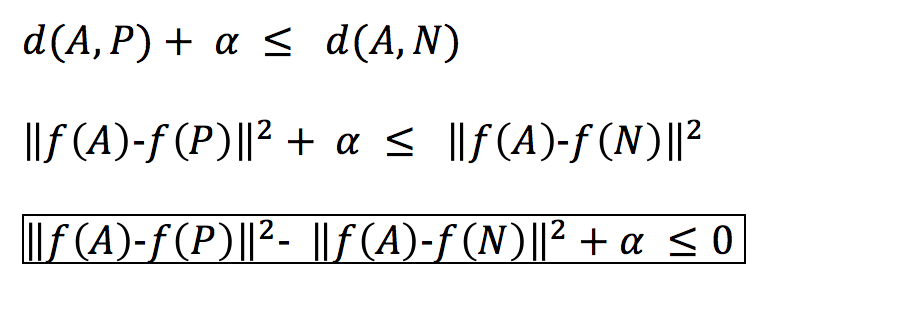 d(A,P) + α ≤ d(A,N)
‖f(A)-f(P)‖² + α ≤ ‖f(A)-f(N)‖²
‖f(A)-f(P)‖²- ‖f(A)-f(N)‖² + α ≤ 0